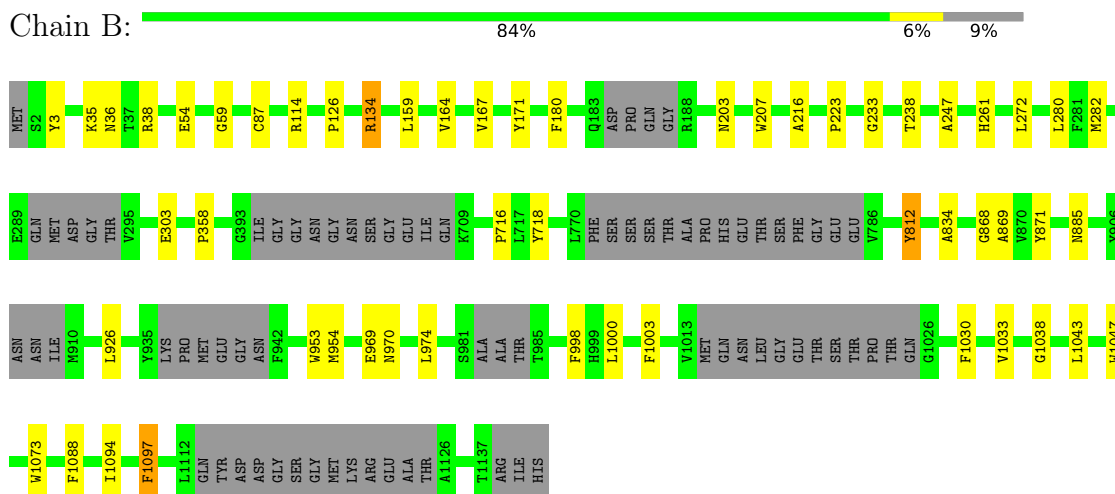 Chain B:
84% 6% 9%
MET S2 Y3 K35 N36 T37 R38 E54 G59 C87 R114 P126 R134 L159 V164 V167 Y171 F180 Q183 ASP PRO GLN GLY R188 N203 W207 A216 P223 G233 T238 A247 H261 L272 L280 F281 M282
E289 GLN MET ASP GLY THR V295 E303 P358 G393 ILE GLY GLY ASN GLY ASN SER GLY GLU ILE GLN K709 P716 L717 Y718 L770 PHE SER SER SER THR ALA PRO HIS GLU THR SER PHE GLY GLU GLU V786 Y812 A834 G868 A869 V870 Y871 N885
ASN ASN ILE M910 L926 Y935 LYS PRO MET GLU GLY ASN F942 W953 M954 E969 N970 L974 S981 ALA ALA THR T985 F998 H999 L1000 F1003 V1013 MET GLN ASN LEU GLY GLU THR SER THR PRO THR GLN G1026 F1030 V1033 G1038 L1043
W1073 F1088 I1094 F1097 L1112 GLN TYR ASP ASP GLY SER GLY MET LYS ARG GLU ALA THR A1126 T1137 ARG ILE HIS